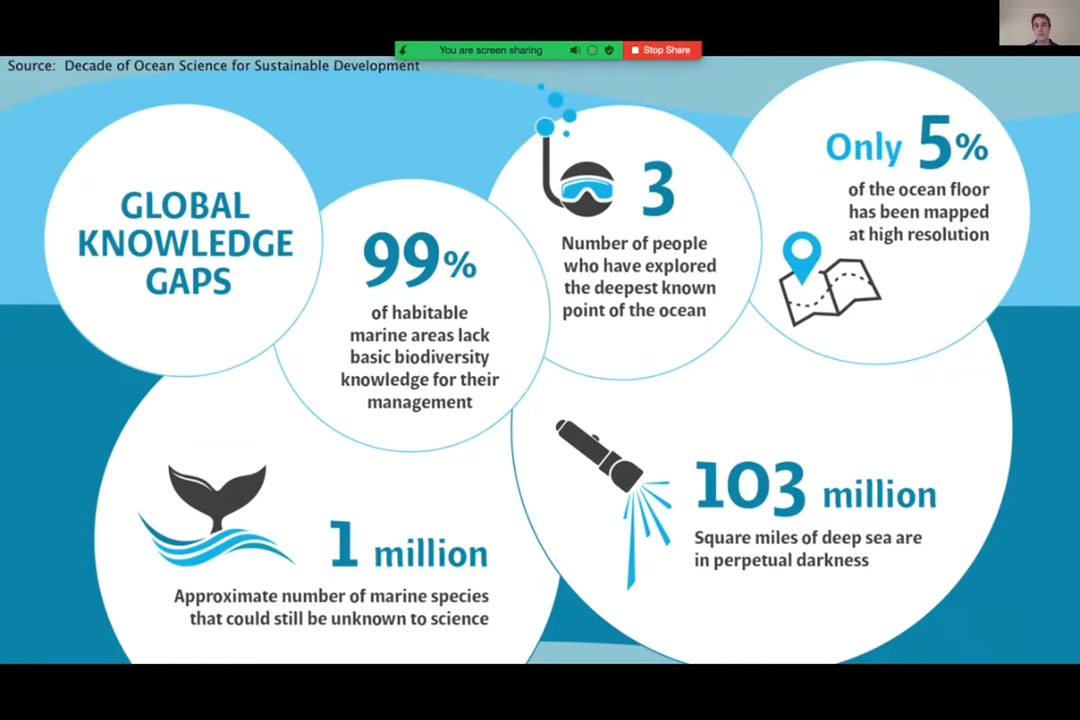 You are screen sharing
Stop Share
Source: Decade of Ocean Science for Sustainable Development
GLOBAL
KNOWLEDGE
GAPS
99%
of habitable
marine areas lack
basic biodiversity
knowledge for their
management
3
Number of people
who have explored
the deepest known
point of the ocean
Only 5%
of the ocean floor
has been mapped
at high resolution
1 million
Approximate number of marine species
that could still be unknown to science
103 million
Square miles of deep sea are
in perpetual darkness